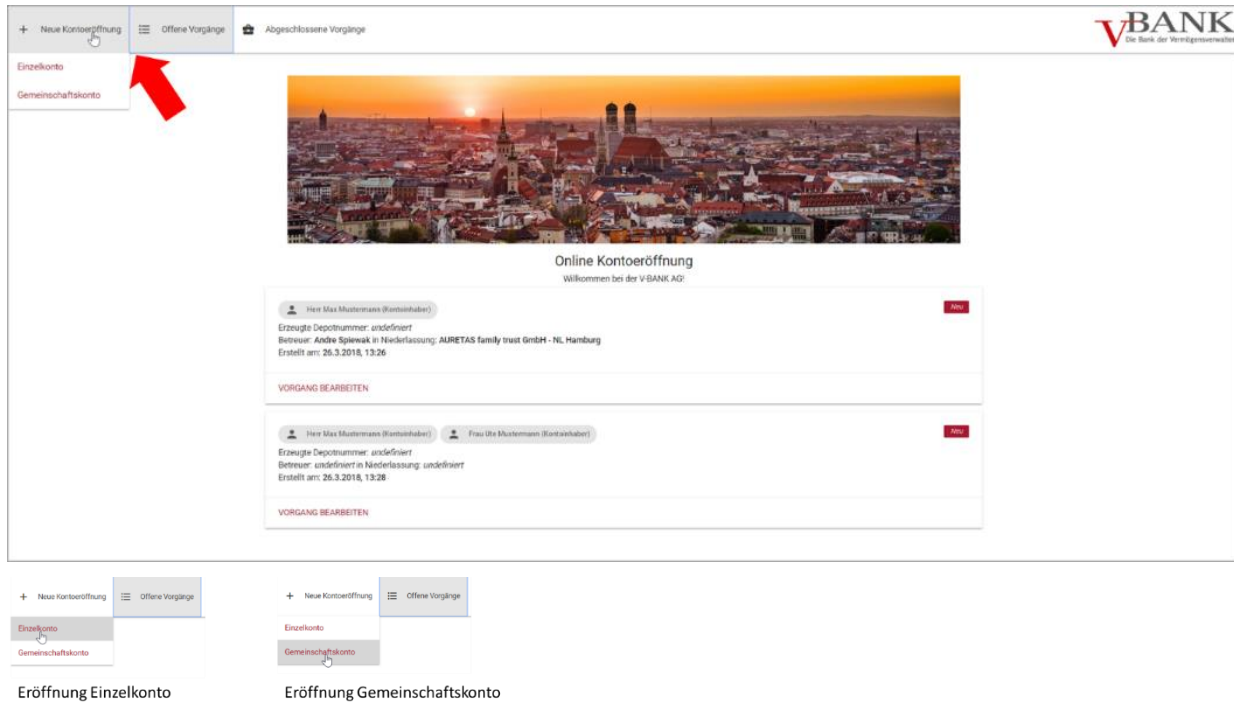 + Neue Kontoeröffnung Offene Vorgänge Abgeschlossene Vorgänge
VBANK
Die Bank der Vermögensverwalter
Einzelkonto
Gemeinschaftskonto
Online Kontoeröffnung
Willkommen bei der V-BANK AG!
Herr Max Mustermann (Kontoinhaber) Neu
Erzeugte Depotnummer: undefiniert
Betreuer: Andre Spiewak in Niederlassung: AURETAS family trust GmbH - NL Hamburg
Erstellt am: 26.3.2018, 13:26
VORGANG BEARBEITEN
Herr Max Mustermann (Kontoinhaber) Frau Ute Mustermann (Kontoinhaber) Neu
Erzeugte Depotnummer: undefiniert
Betreuer: undefiniert in Niederlassung: undefiniert
Erstellt am: 26.3.2018, 13:28
VORGANG BEARBEITEN
+ Neue Kontoeröffnung Offene Vorgänge
Einzelkonto
Gemeinschaftskonto
Eröffnung Einzelkonto
+ Neue Kontoeröffnung Offene Vorgänge
Einzelkonto
Gemeinschaftskonto
Eröffnung Gemeinschaftskonto